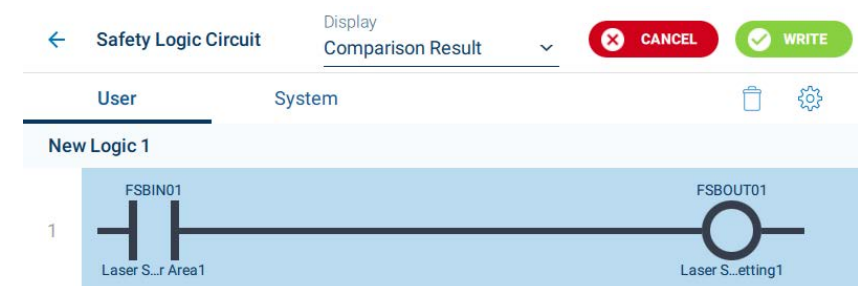 Safety Logic Circuit
Display
Comparison Result
CANCEL
WRITE
User
System
New Logic 1
FSBIN01
FSBOUT01
1
Laser S...r Area1
Laser S...etting1